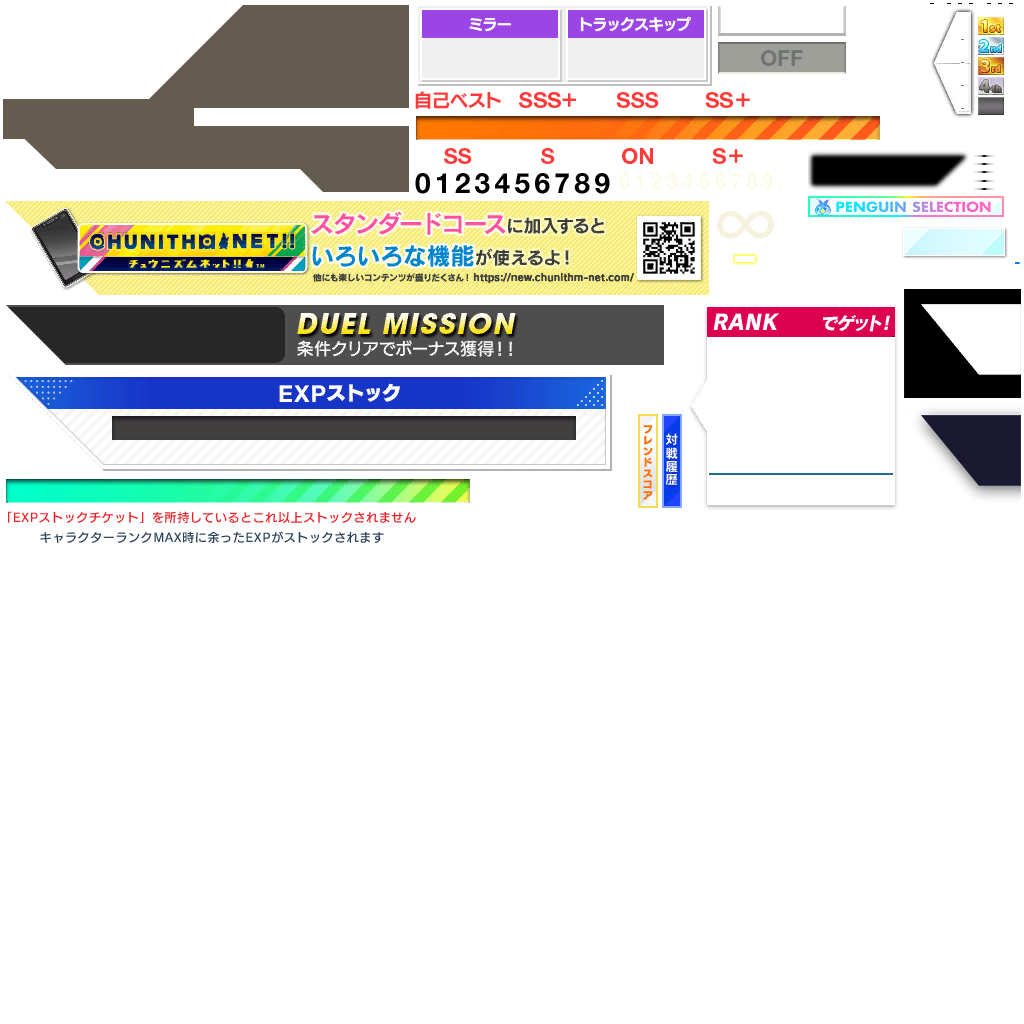 ミラー
トラックスキップ
OFF
1st
2nd
3rd
4th
自己ベスト
SSS+
SSS
SS+
SS
S
ON
S+
0123456789
0123456789.
PENGUIN SELECTION
∞
CHUNITHM-NET!!
チュウニズムネット!! TM
スタンダードコースに加入すると
いろいろな機能が使えるよ！
他にも楽しいコンテンツが盛りだくさん！ https://new.chunithm-net.com/
DUEL MISSION
条件クリアでボーナス獲得！！
RANK
でゲット！
EXPストック
フレンドスコア
対戦履歴
「EXPストックチケット」を所持しているとこれ以上ストックされません
キャラクターランクMAX時に余ったEXPがストックされます